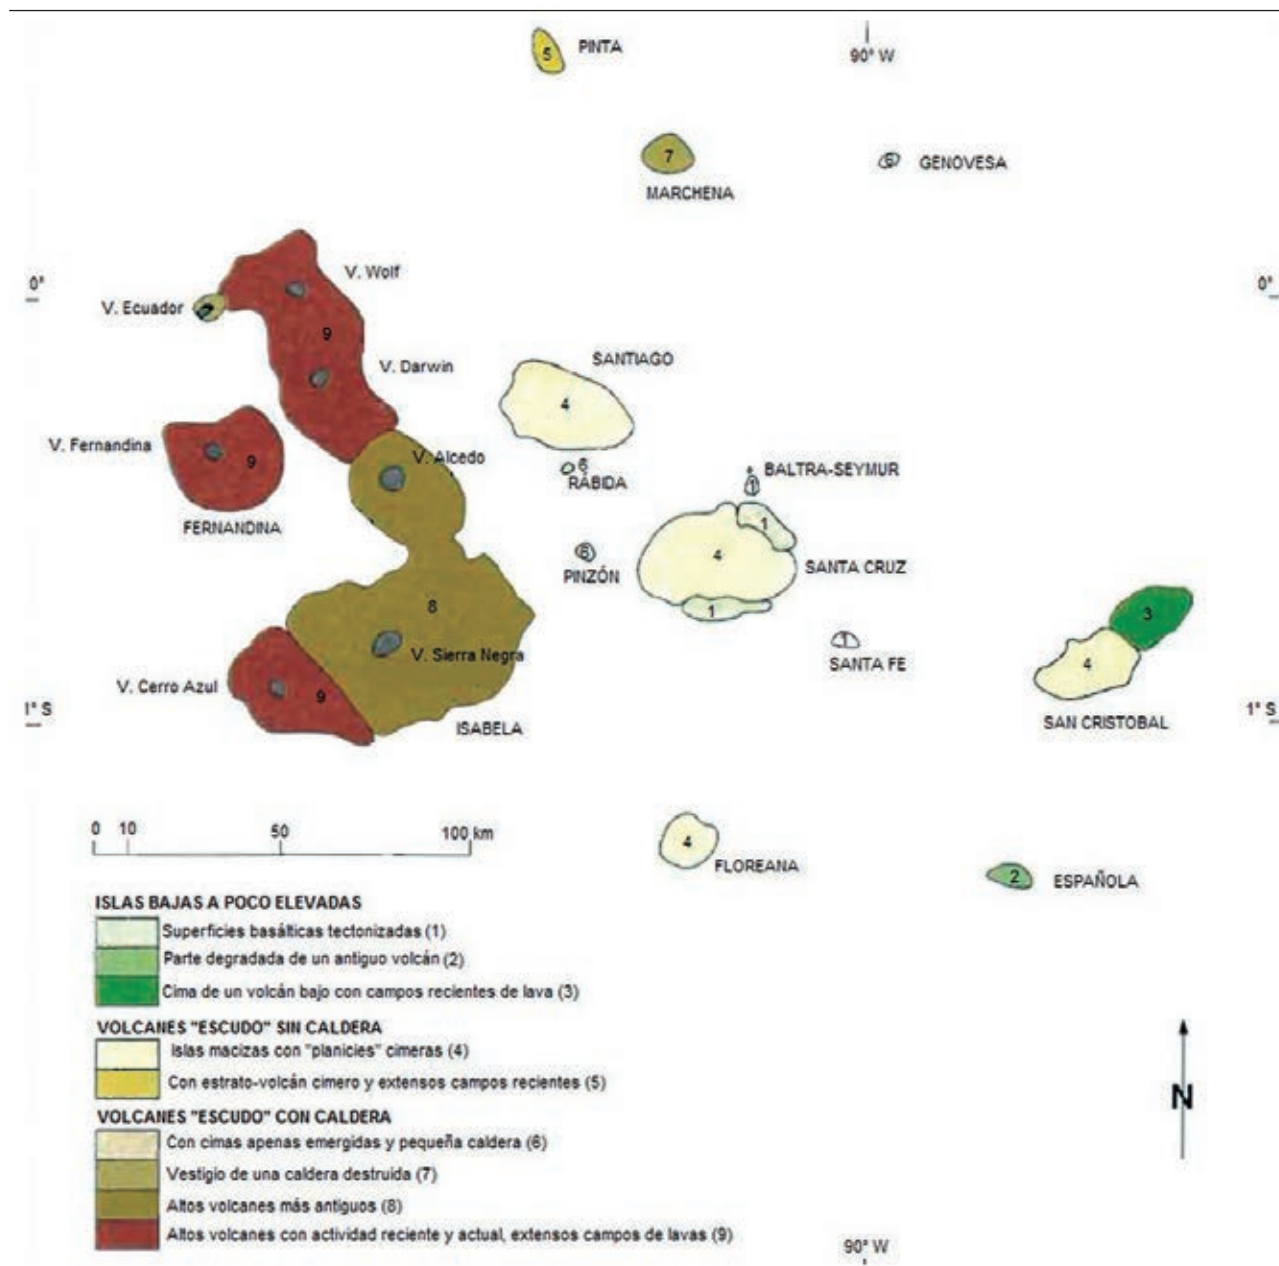 PINTA
5
90° W
7
MARCHENA
6
GENOVESA
0°
0°
V. Wolf
V. Ecuador
7
9
V. Darwin
SANTIAGO
4
V. Fernandina
9
V. Alcedo
6
RÁBIDA
BALTRA-SEYMUR
1
FERNANDINA
1
6
PINZÓN
4
SANTA CRUZ
8
1
3
1
SANTA FE
V. Sierra Negra
4
V. Cerro Azul
9
1° S
1° S
ISABELA
SAN CRISTOBAL
0 10 50 100 km
4
FLOREANA
2
ESPAÑOLA
ISLAS BAJAS A POCO ELEVADAS
Superficies basálticas tectonizadas (1)
Parte degradada de un antiguo volcán (2)
Cima de un volcán bajo con campos recientes de lava (3)
VOLCANES "ESCUDO" SIN CALDERA
Islas macizas con "planicies" cimeras (4)
Con estrato-volcán cimero y extensos campos recientes (5)
VOLCANES "ESCUDO" CON CALDERA
Con cimas apenas emergidas y pequeña caldera (6)
Vestigio de una caldera destruida (7)
Altos volcanes más antiguos (8)
Altos volcanes con actividad reciente y actual, extensos campos de lavas (9)
N
90° W